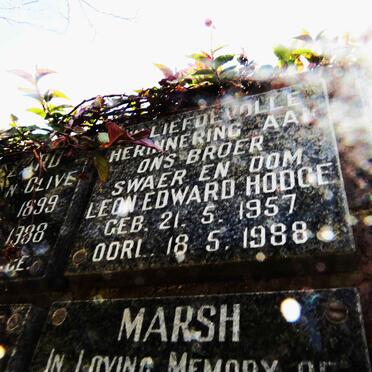 LIEFDEVOLLE
HERINNERING AAN
ONS BROER
SWAER EN OOM
LEON EDWARD HODGE
GEB. 21. 5. 1957
OORL. 18. 5. 1988
CLIVE
1899
1988
MARSH
IN LOVING MEMORY OF